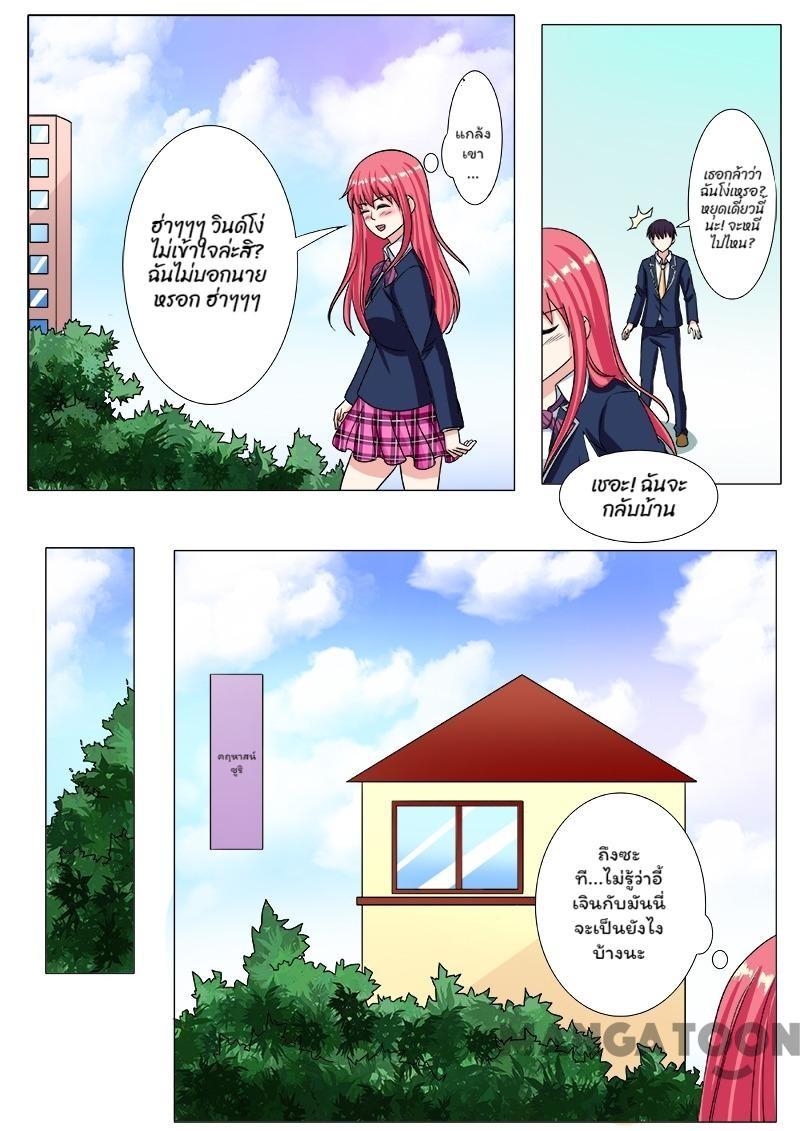 แกล้ง
เขา
...
ฮ่าๆๆๆ วินด์โง่
ไม่เข้าใจล่ะสิ?
ฉันไม่บอกนาย
หรอก ฮ่าๆๆๆ
เธอกล้าว่า
ฉันโง่เหรอ?
หยุดเดี๋ยวนี้
นะ! จะหนี
ไปไหน?
เชอะ! ฉันจะ
กลับบ้าน
คฤหาสน์
ซูริ
ถึงซะ
ที...ไม่รู้ว่าอี้
เจินกับมันนี่
จะเป็นยังไง
บ้างนะ
MANGATOON